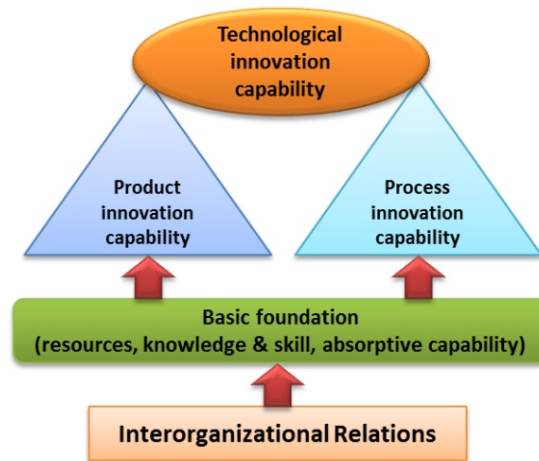 Technological
innovation
capability
Product
innovation
capability
Process
innovation
capability
Basic foundation
(resources, knowledge & skill, absorptive capability)
Interorganizational Relations